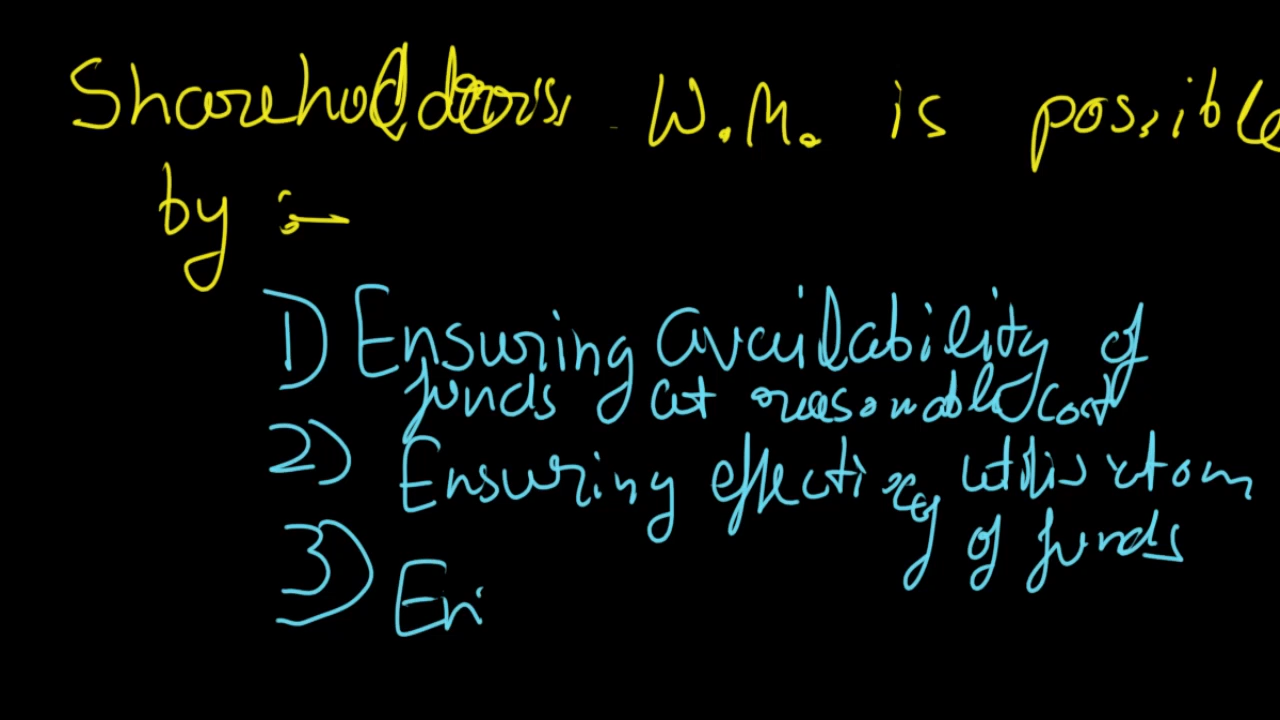 Shareholders W.M. is possible
by :-
1) Ensuring availability of
funds at reasonable cost
2) Ensuring effective utilisation
of funds
3) En